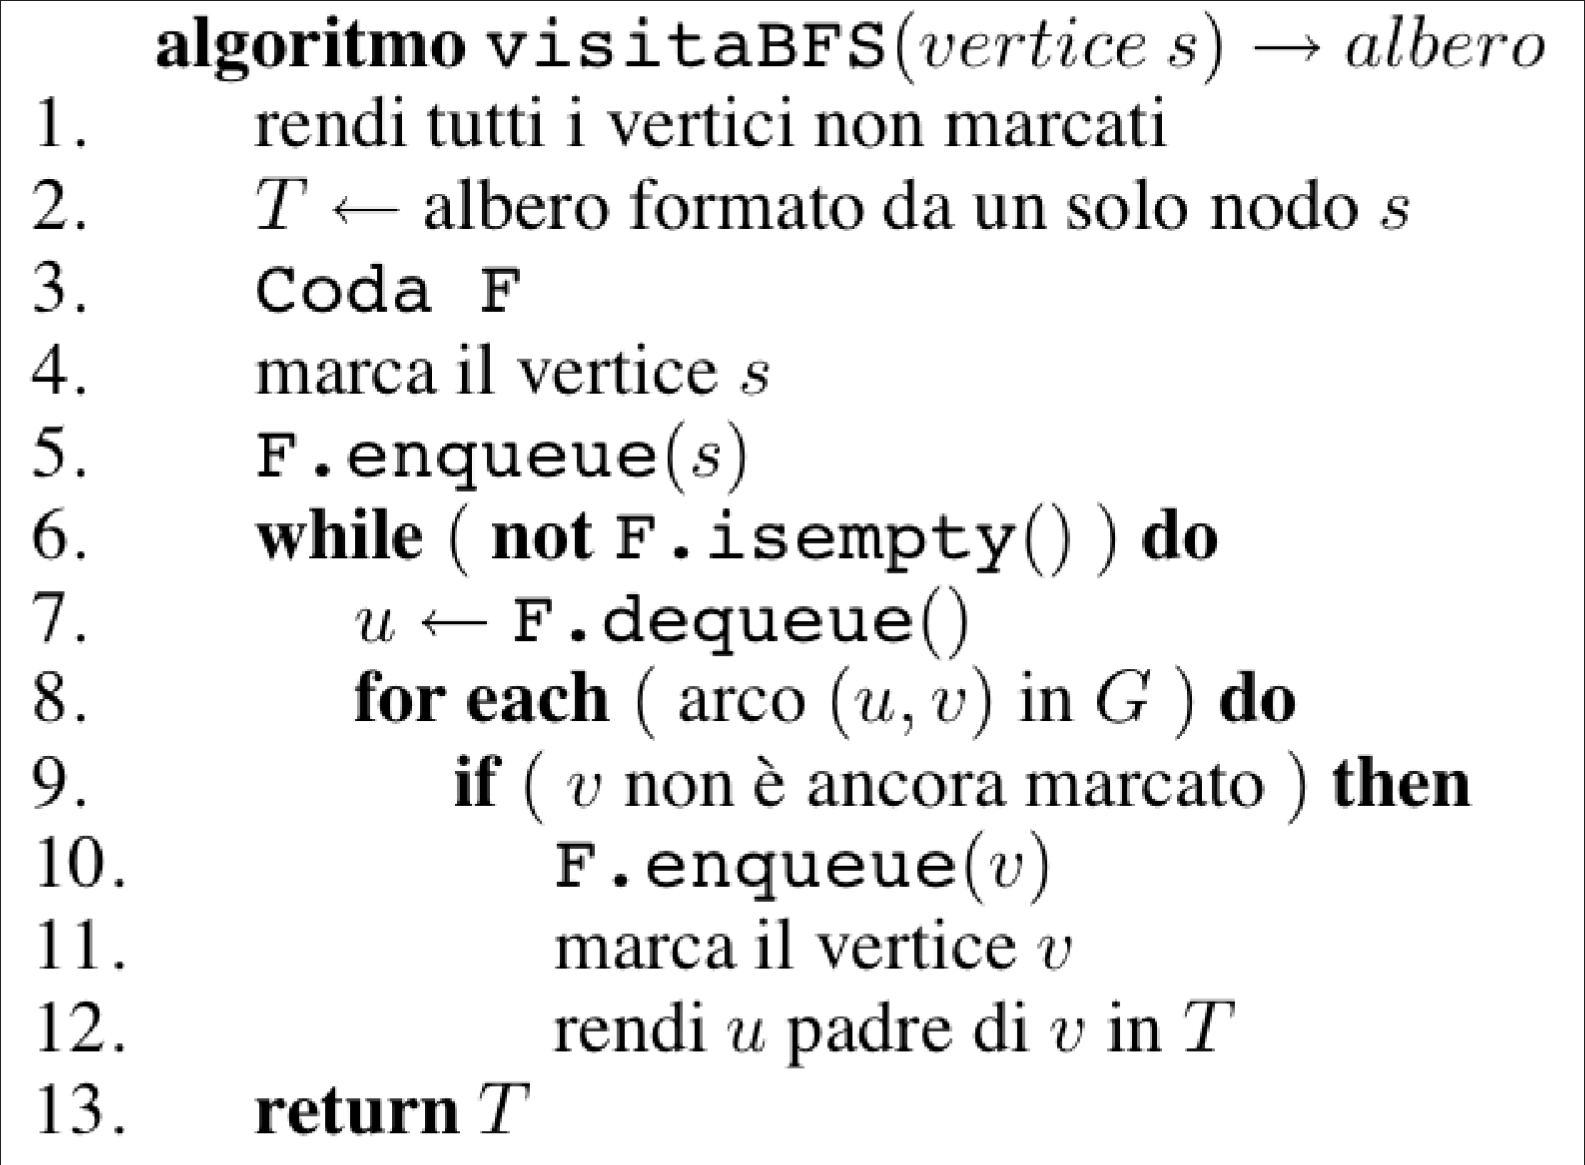 algoritmo visitaBFS(vertice s) → albero
1. rendi tutti i vertici non marcati
2. T ← albero formato da un solo nodo s
3. Coda F
4. marca il vertice s
5. F.enqueue(s)
6. while ( not F.isempty() ) do
7. u ← F.dequeue()
8. for each ( arco (u, v) in G ) do
9. if ( v non è ancora marcato ) then
10. F.enqueue(v)
11. marca il vertice v
12. rendi u padre di v in T
13. return T